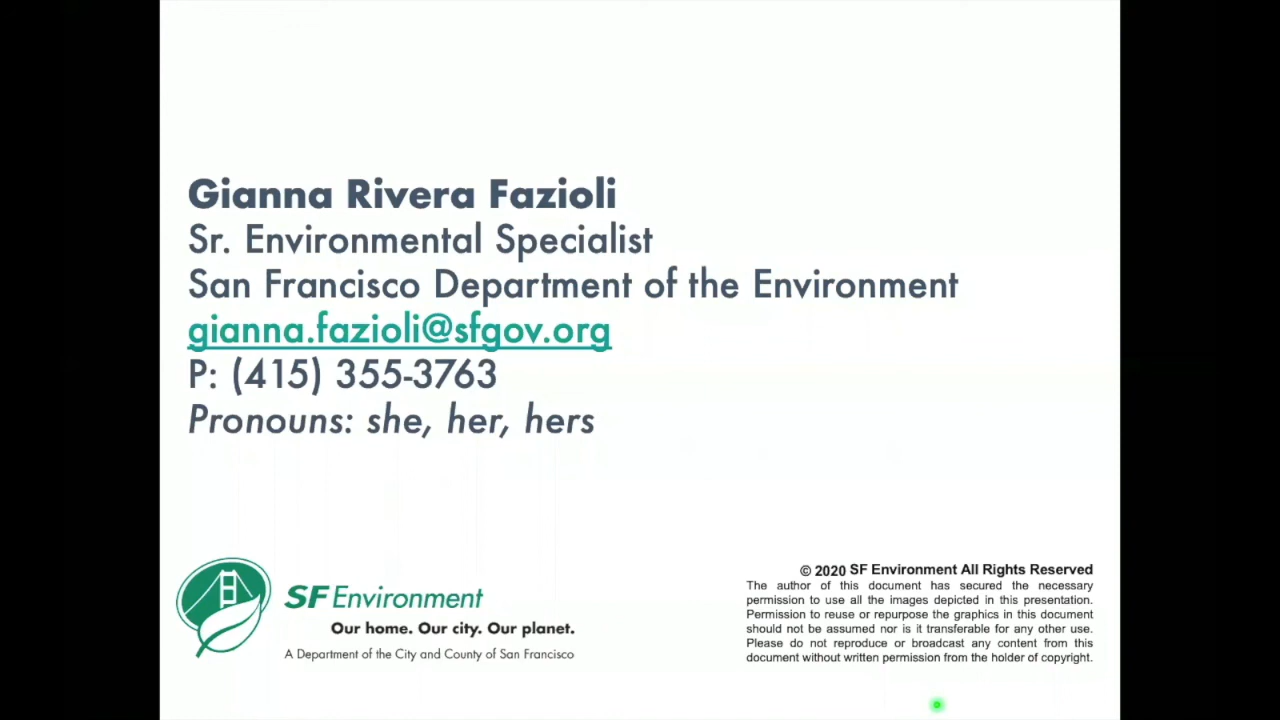 Gianna Rivera Fazioli
Sr. Environmental Specialist
San Francisco Department of the Environment
gianna.fazioli@sfgov.org
P: (415) 355-3763
Pronouns: she, her, hers
SF Environment
Our home. Our city. Our planet.
A Department of the City and County of San Francisco
© 2020 SF Environment All Rights Reserved
The author of this document has secured the necessary
permission to use all the images depicted in this presentation.
Permission to reuse or repurpose the graphics in this document
should not be assumed nor is it transferable for any other use.
Please do not reproduce or broadcast any content from this
document without written permission from the holder of copyright.